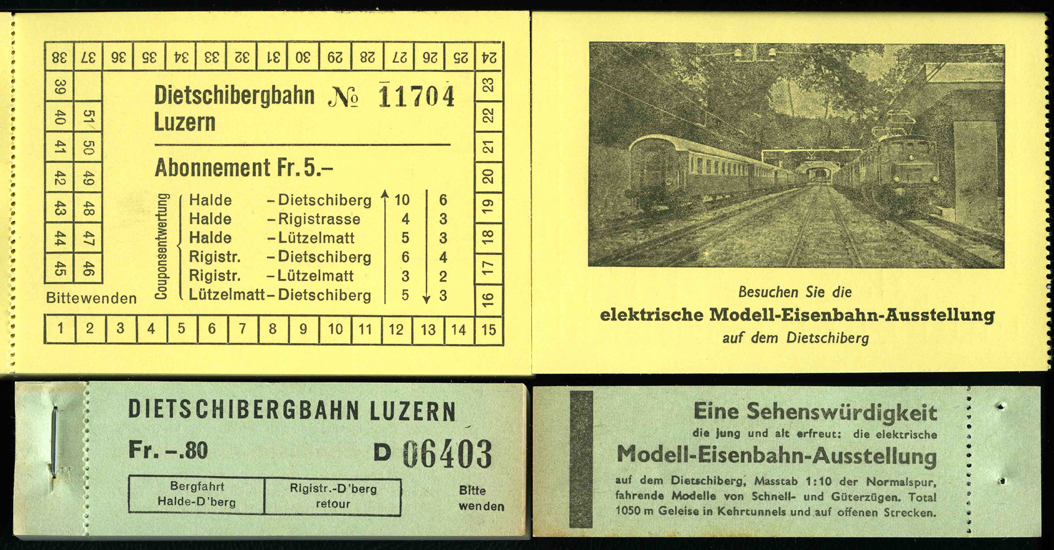 38 37 36 35 34 33 32 31 30 29 28 27 26 25 24
39 23
40 51 22
41 50 21
42 49 20
43 48 19
44 47 18
45 46 17
16
Dietschibergbahn № 11704
Luzern
Abonnement Fr. 5.–
Couponsentwertung
Halde – Dietschiberg 10 6
Halde – Rigistrasse 4 3
Halde – Lützelmatt 5 3
Rigistr. – Dietschiberg 6 4
Rigistr. – Lützelmatt 3 2
Lützelmatt – Dietschiberg 5 3
Bitte wenden
1 2 3 4 5 6 7 8 9 10 11 12 13 14 15
Besuchen Sie die
elektrische Modell-Eisenbahn-Ausstellung
auf dem Dietschiberg
DIETSCHIBERGBAHN LUZERN
Fr. –.80 D 06403
Bergfahrt
Halde-D'berg
Rigistr.-D'berg
retour
Bitte
wenden
Eine Sehenswürdigkeit
die jung und alt erfreut: die elektrische
Modell-Eisenbahn-Ausstellung
auf dem Dietschiberg, Masstab 1:10 der Normalspur,
fahrende Modelle von Schnell- und Güterzügen. Total
1050 m Geleise in Kehrtunnels und auf offenen Strecken.